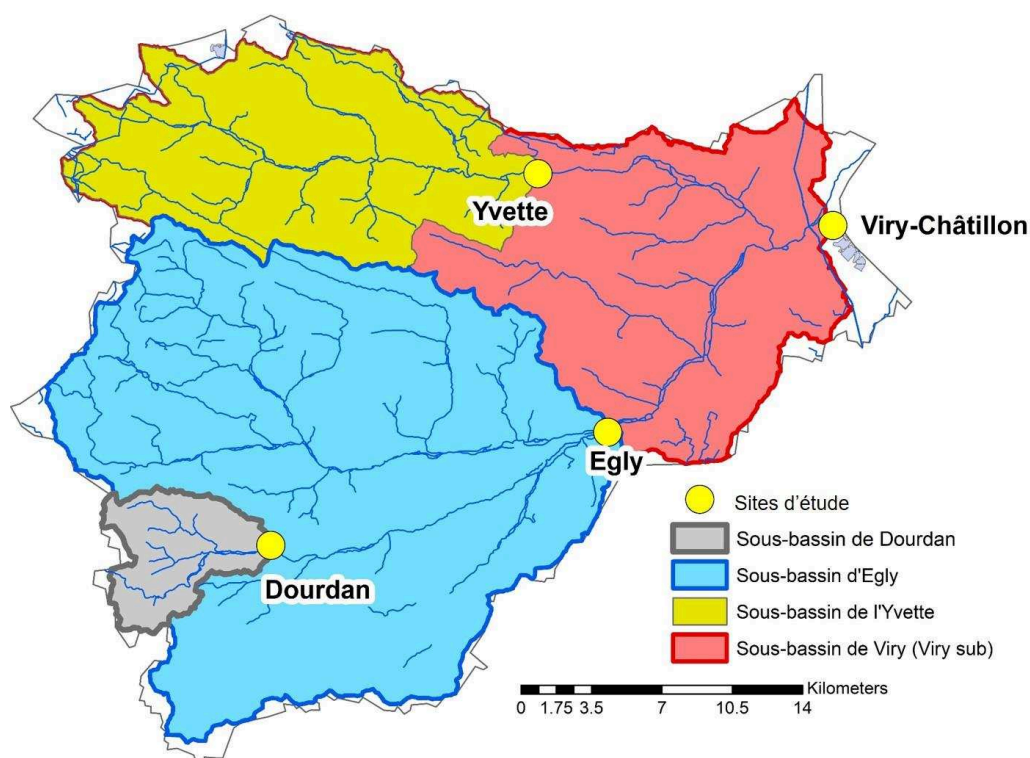 Yvette
Viry-Châtillon
Egly
Dourdan
Sites d'étude
Sous-bassin de Dourdan
Sous-bassin d'Egly
Sous-bassin de l'Yvette
Sous-bassin de Viry (Viry sub)
Kilometers
0 1.75 3.5 7 10.5 14